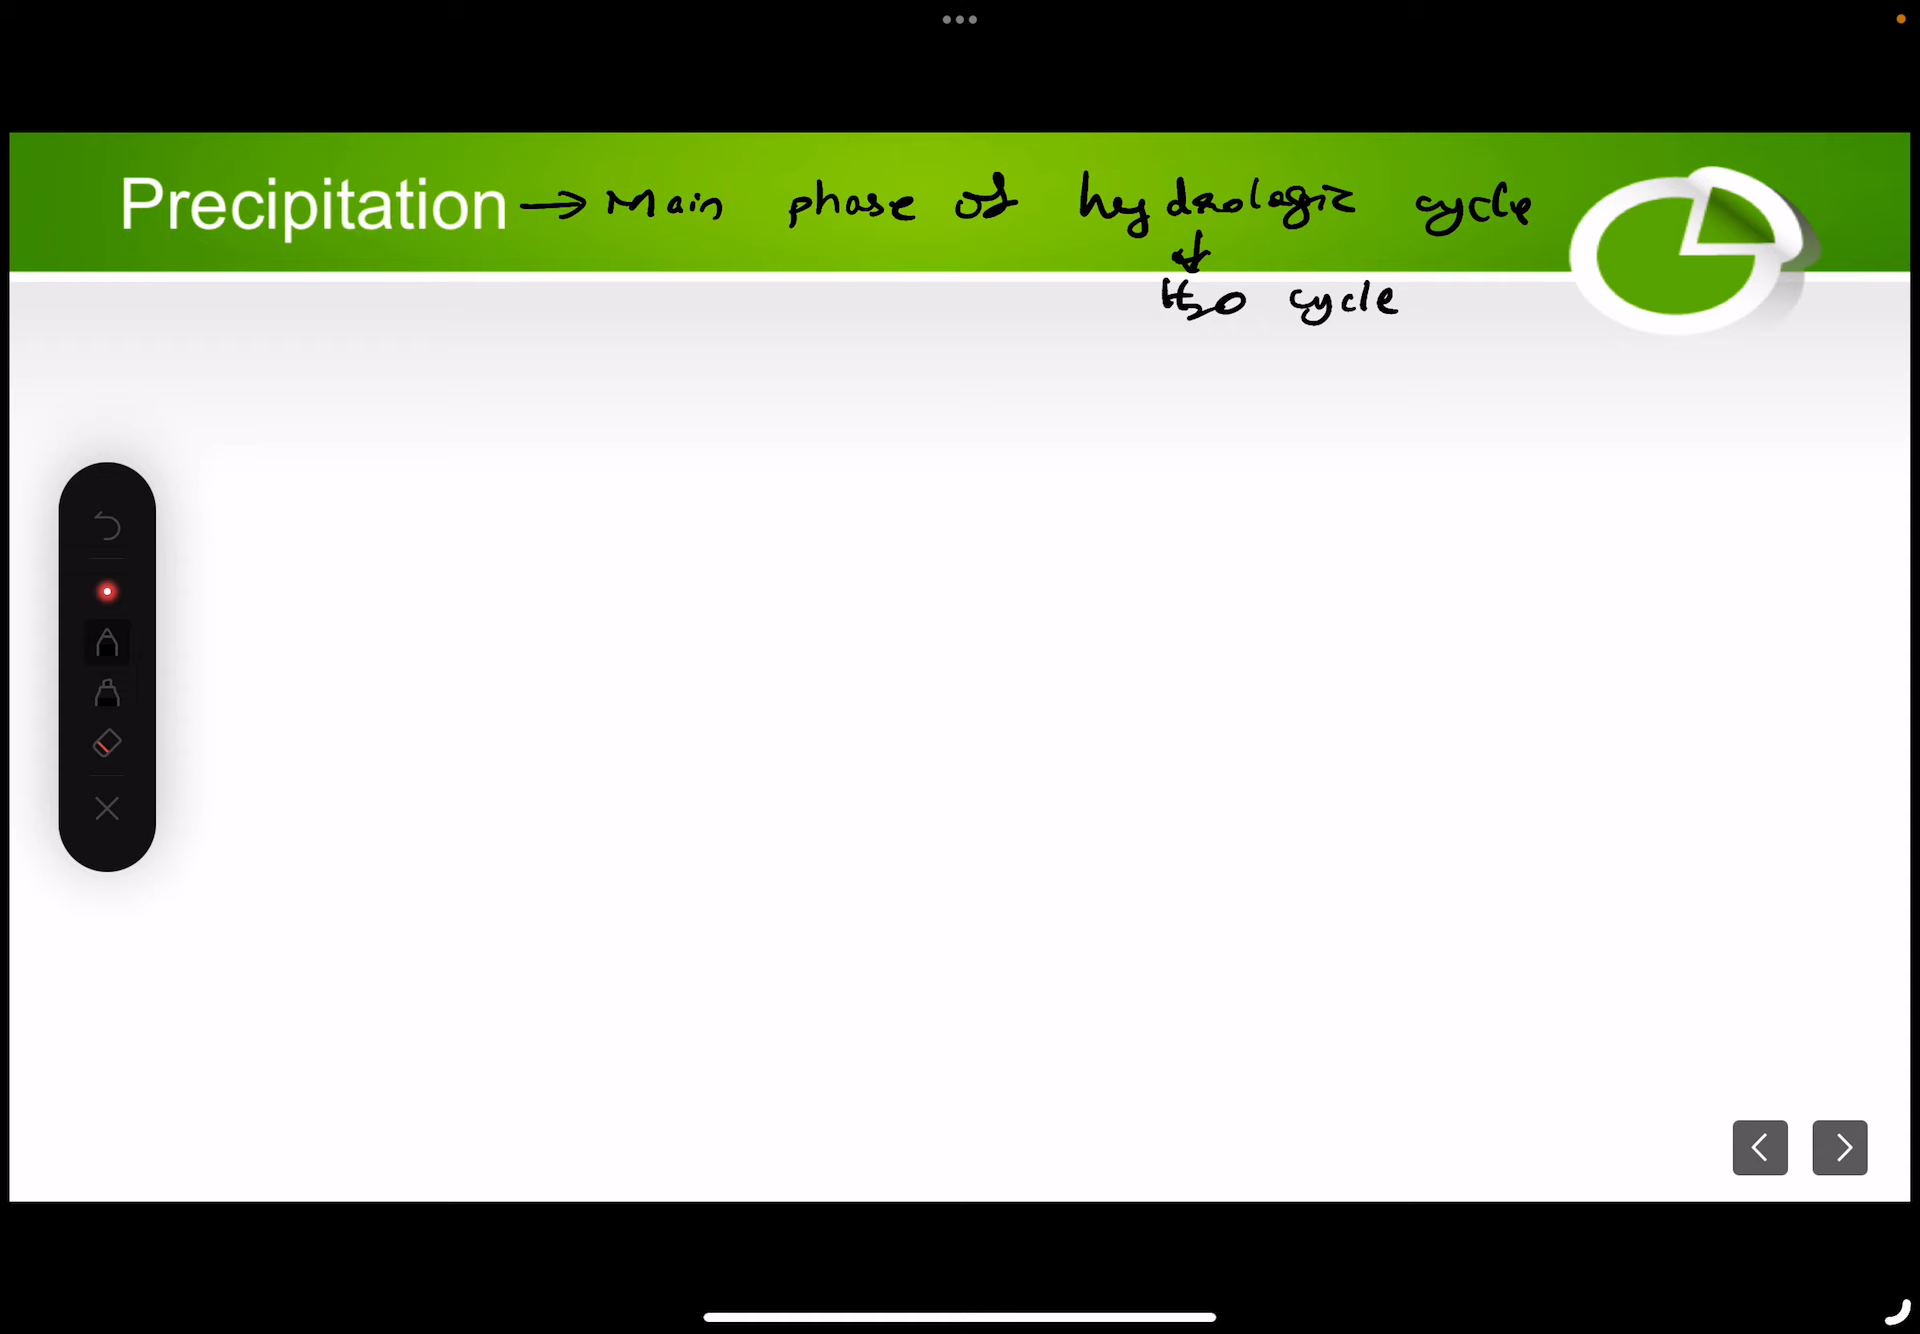 Precipitation → Main phase of hydrologic cycle
↓
H₂O cycle